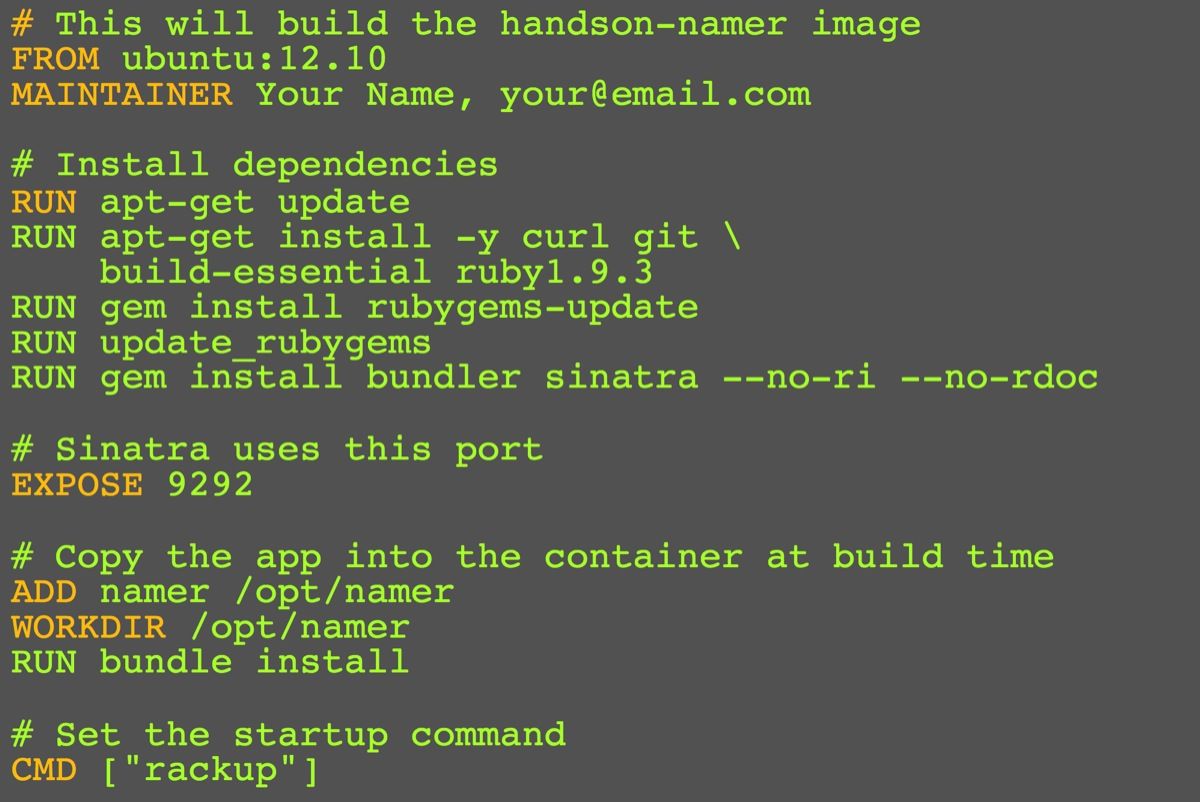 # This will build the handson-namer image
FROM ubuntu:12.10
MAINTAINER Your Name, your@email.com

# Install dependencies
RUN apt-get update
RUN apt-get install -y curl git \
    build-essential ruby1.9.3
RUN gem install rubygems-update
RUN update_rubygems
RUN gem install bundler sinatra --no-ri --no-rdoc

# Sinatra uses this port
EXPOSE 9292

# Copy the app into the container at build time
ADD namer /opt/namer
WORKDIR /opt/namer
RUN bundle install

# Set the startup command
CMD ["rackup"]